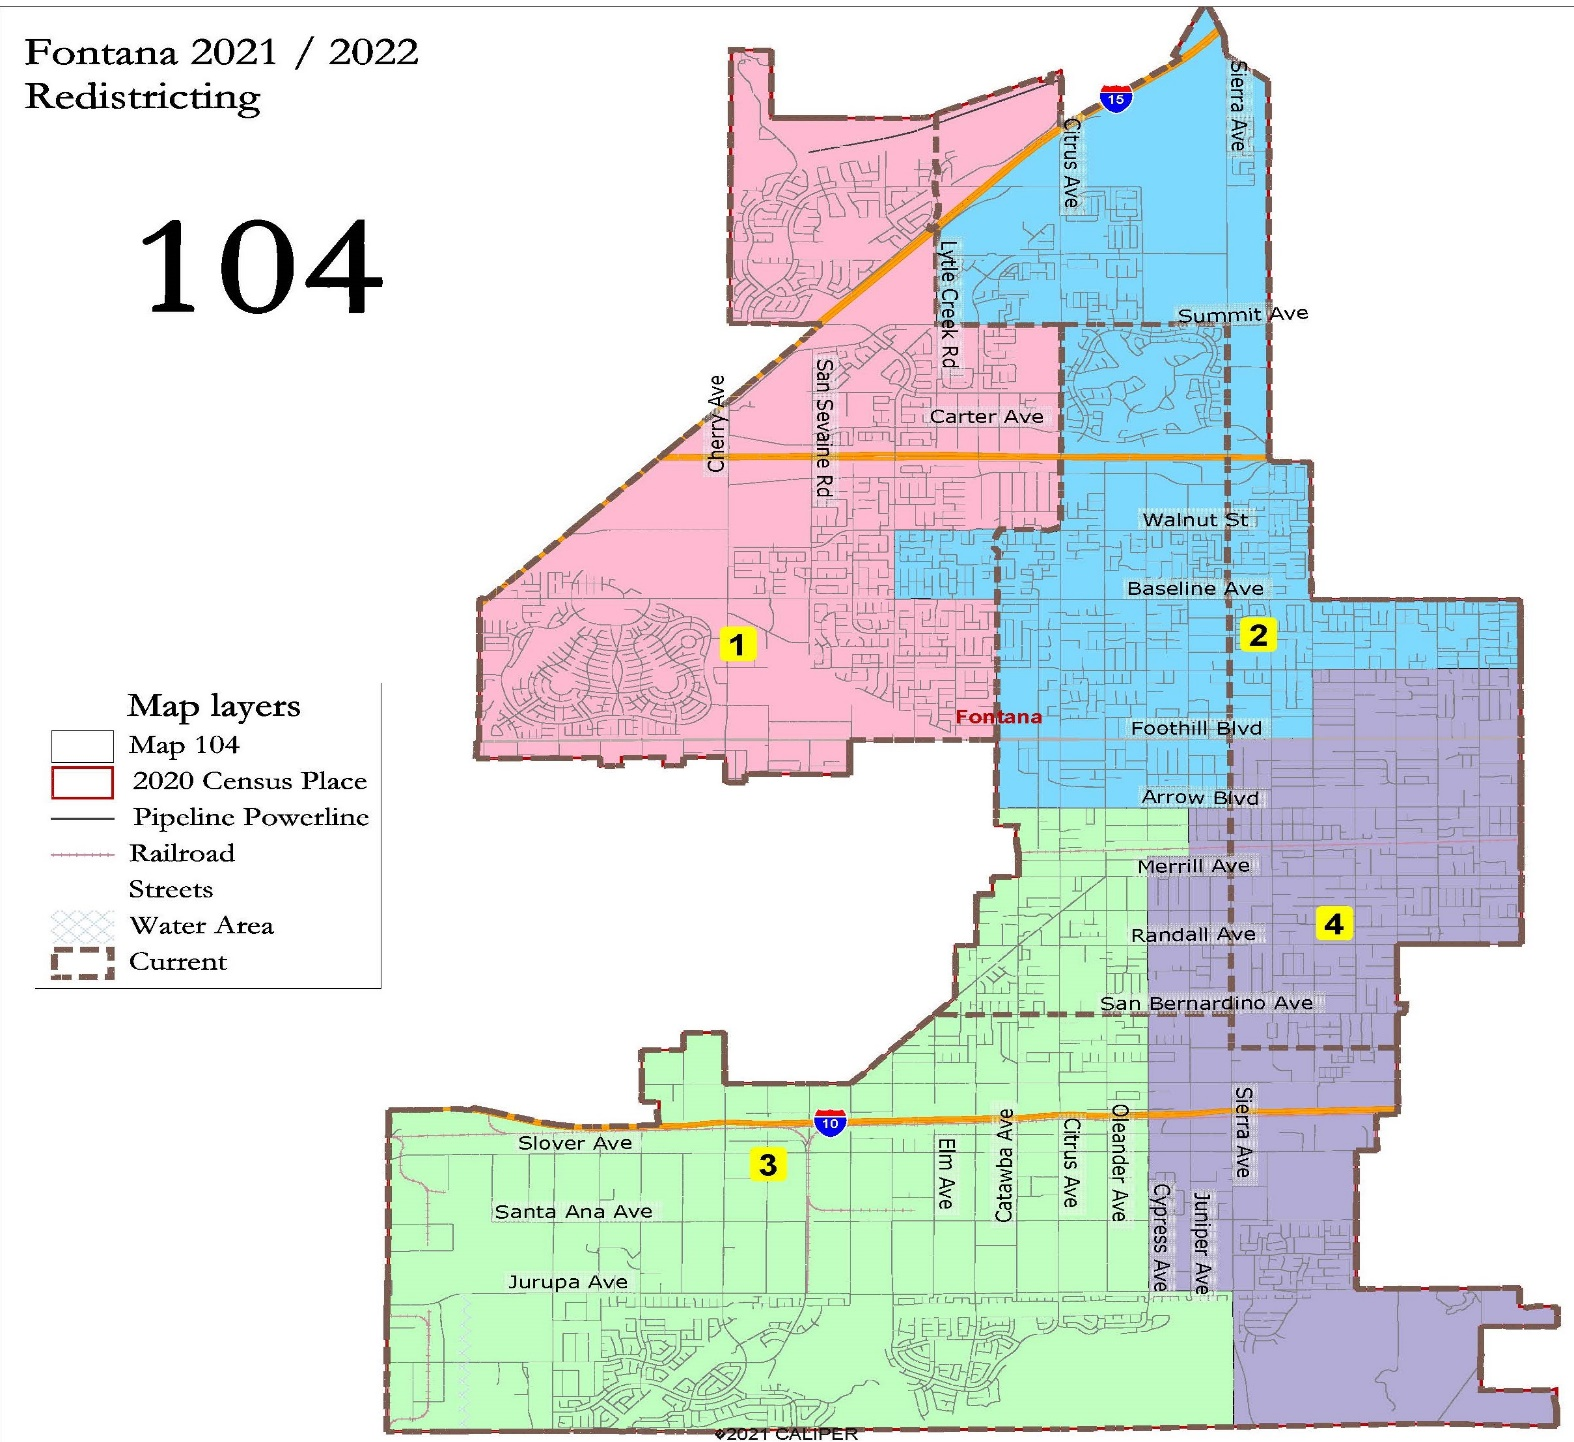 Fontana 2021 / 2022
Redistricting
104
15
Sierra Ave
Citrus Ave
Lytle Creek Rd
Summit Ave
Cherry Ave
San Sevaine Rd
Carter Ave
Walnut St
Baseline Ave
1
2
Fontana
Foothill Blvd
Arrow Blvd
Merrill Ave
4
Randall Ave
San Bernardino Ave
Map layers
Map 104
2020 Census Place
Pipeline Powerline
Railroad
Streets
Water Area
Current
10
Slover Ave
3
Elm Ave
Catawba Ave
Citrus Ave
Oleander Ave
Cypress Ave
Juniper Ave
Sierra Ave
Santa Ana Ave
Jurupa Ave
�2021 CALIPER